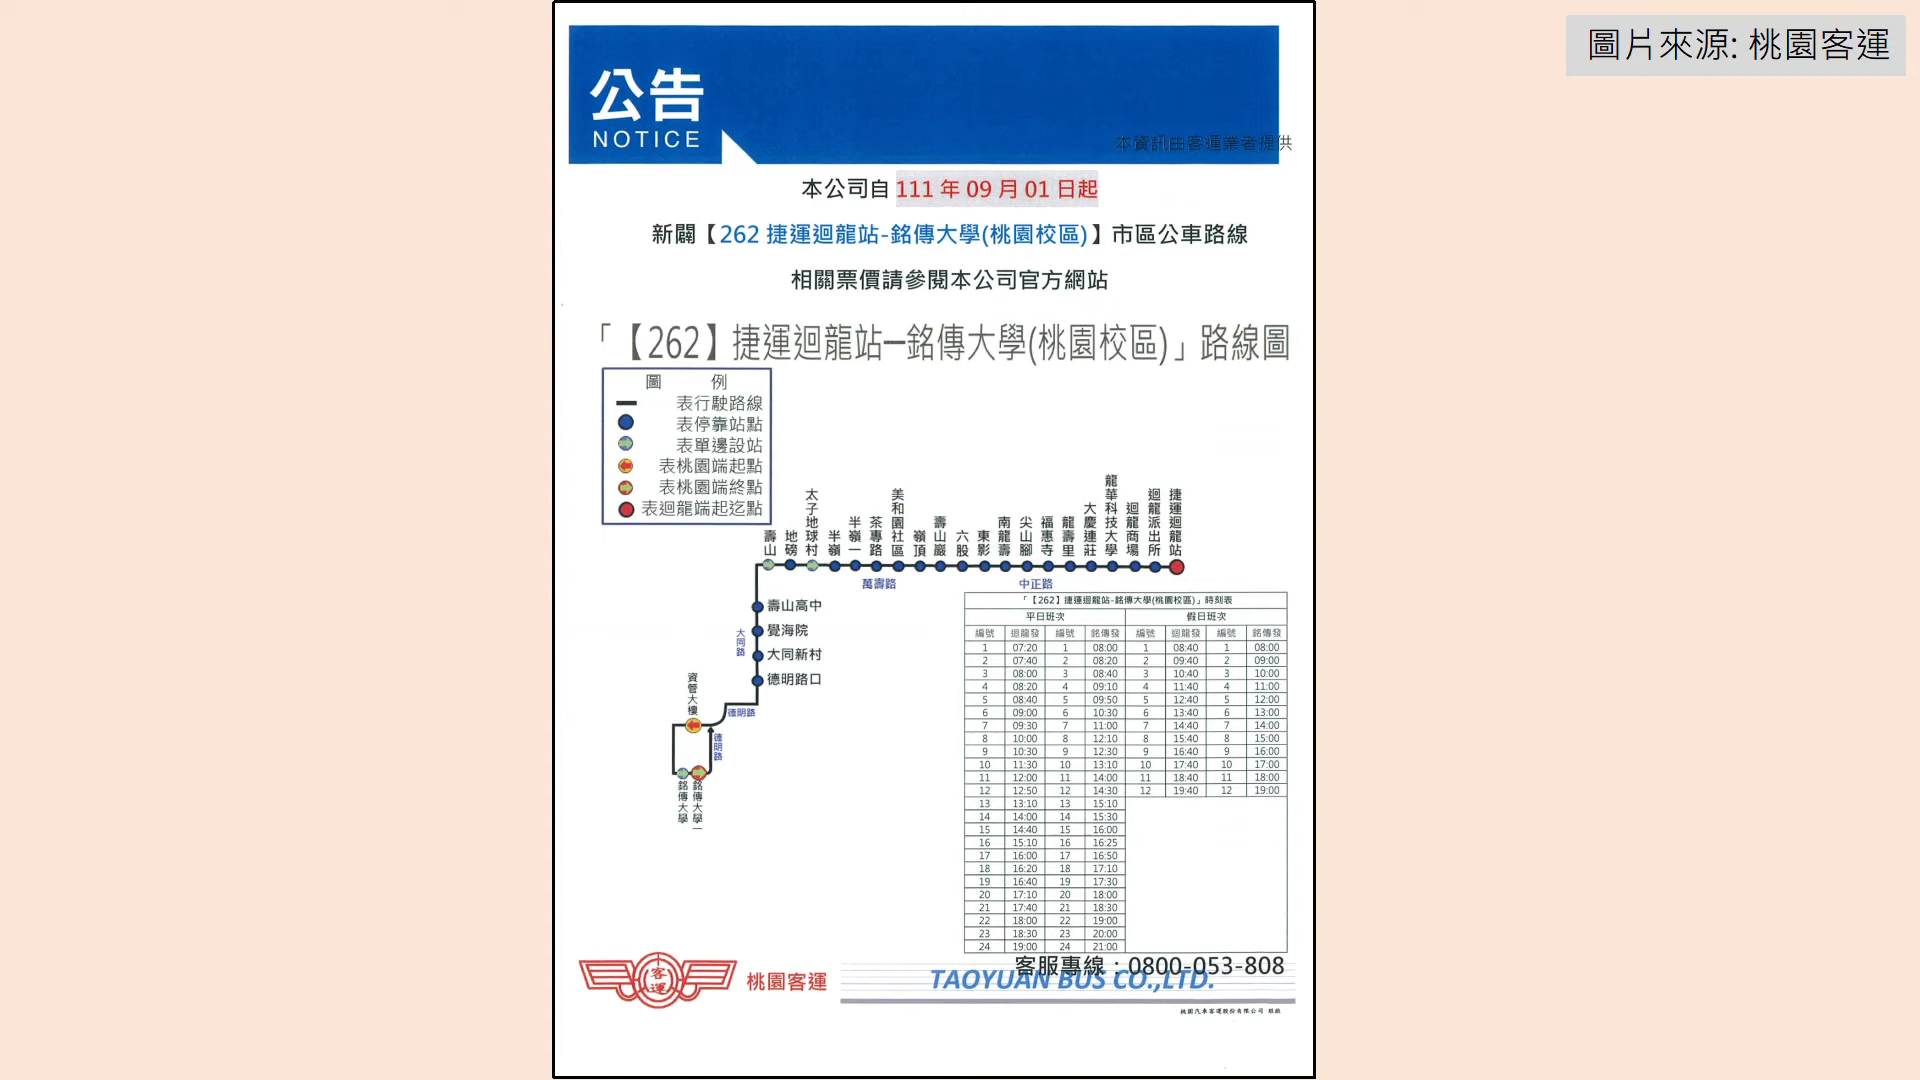 圖片來源: 桃園客運
公告
NOTICE
本資訊由客運業者提供
本公司自 111 年 09 月 01 日起
新闢【262 捷運迴龍站-銘傳大學(桃園校區)】市區公車路線
相關票價請參閱本公司官方網站
「【262】捷運迴龍站─銘傳大學(桃園校區)」路線圖
圖 例
表行駛路線
表停靠站點
表單邊設站
表桃園端起點
表桃園端終點
表迴龍端起迄點
壽山
地磅
太子地球村
半嶺
半嶺一
茶專路
美和園社區
嶺頂
壽山巖
六股
東影
南龍壽
尖山腳
福惠寺
龍壽里
大慶連莊
龍華科技大學
迴龍商場
迴龍派出所
捷運迴龍站
萬壽路
中正路
壽山高中
覺海院
大同新村
德明路口
大同路
資管大樓
德明路
德明路
銘傳大學
銘傳大學一
「【262】捷運迴龍站-銘傳大學(桃園校區)」時刻表
平日班次 假日班次
編號 迴龍發 編號 銘傳發 編號 迴龍發 編號 銘傳發
1 07:20 1 08:00 1 08:40 1 08:00
2 07:40 2 08:20 2 09:40 2 09:00
3 08:00 3 08:40 3 10:40 3 10:00
4 08:20 4 09:10 4 11:40 4 11:00
5 08:40 5 09:50 5 12:40 5 12:00
6 09:00 6 10:30 6 13:40 6 13:00
7 09:30 7 11:00 7 14:40 7 14:00
8 10:00 8 12:10 8 15:40 8 15:00
9 10:30 9 12:30 9 16:40 9 16:00
10 11:30 10 13:10 10 17:40 10 17:00
11 12:00 11 14:00 11 18:40 11 18:00
12 12:50 12 14:30 12 19:40 12 19:00
13 13:10 13 15:10
14 14:00 14 15:30
15 14:40 15 16:00
16 15:10 16 16:25
17 16:00 17 16:50
18 16:20 18 17:10
19 16:40 19 17:30
20 17:10 20 18:00
21 17:40 21 18:30
22 18:00 22 19:00
23 18:30 23 20:00
24 19:00 24 21:00
客服專線：0800-053-808
客運
桃園客運
TAOYUAN BUS CO.,LTD.
桃園汽車客運股份有限公司 敬啟